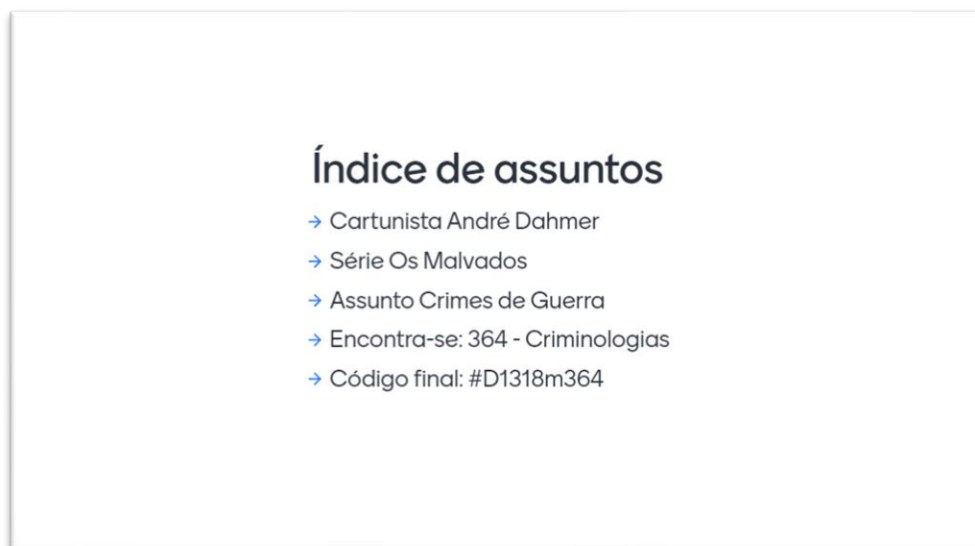 Índice de assuntos
→ Cartunista André Dahmer
→ Série Os Malvados
→ Assunto Crimes de Guerra
→ Encontra-se: 364 - Criminologias
→ Código final: #D1318m364